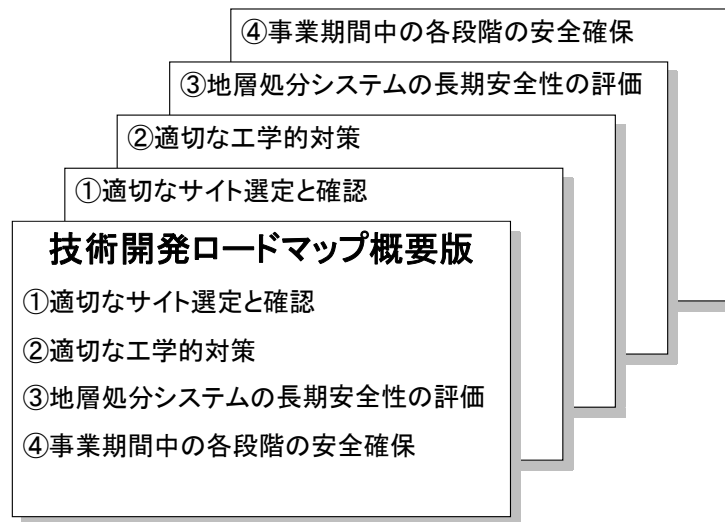 ④事業期間中の各段階の安全確保
③地層処分システムの長期安全性の評価
②適切な工学的対策
①適切なサイト選定と確認
技術開発ロードマップ概要版
①適切なサイト選定と確認
②適切な工学的対策
③地層処分システムの長期安全性の評価
④事業期間中の各段階の安全確保